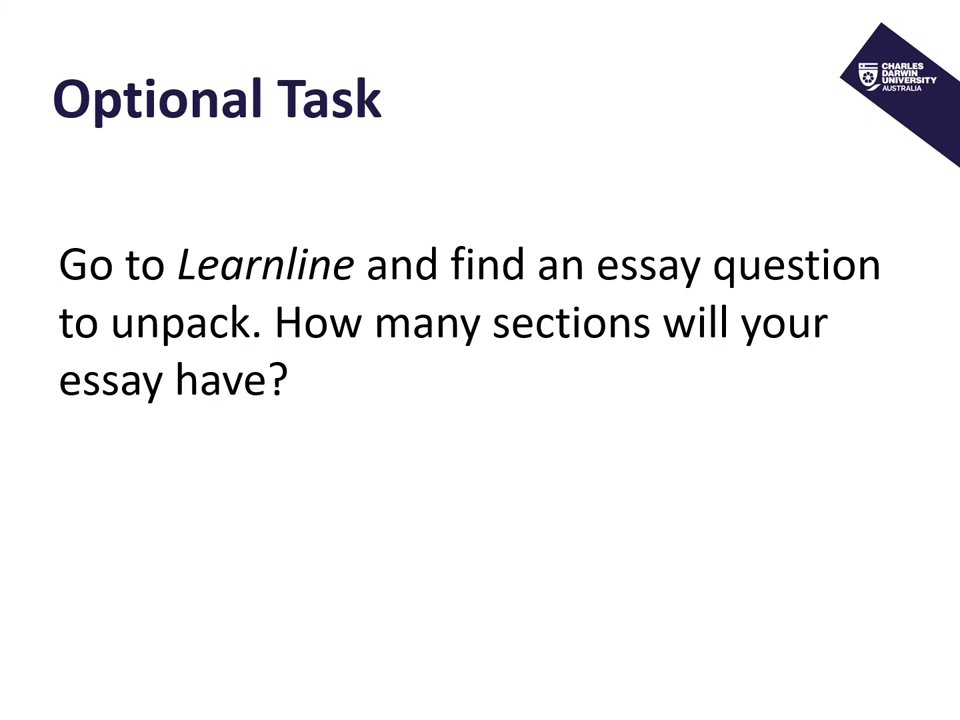 CHARLES
DARWIN
UNIVERSITY
AUSTRALIA
Optional Task
Go to Learnline and find an essay question
to unpack. How many sections will your
essay have?